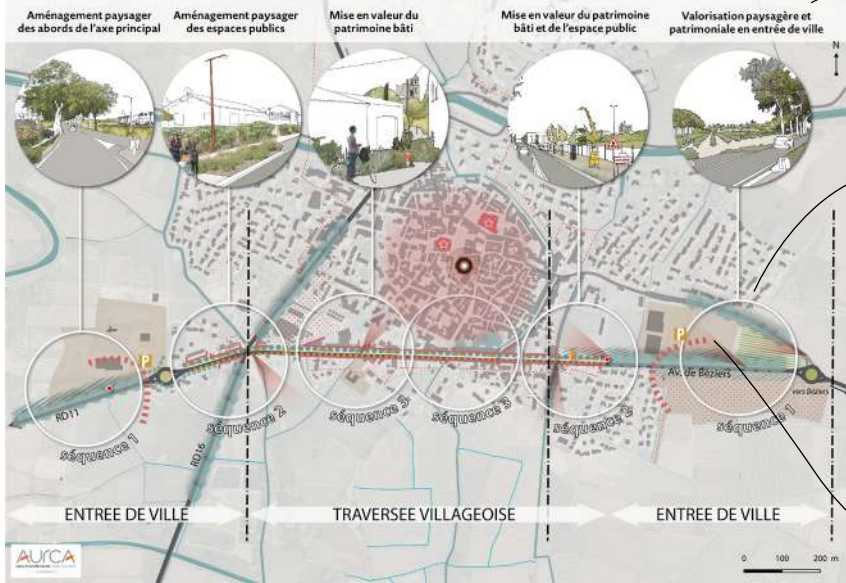 Aménagement paysager
des abords de l'axe principal
Aménagement paysager
des espaces publics
Mise en valeur du
patrimoine bâti
Mise en valeur du patrimoine
bâti et de l'espace public
Valorisation paysagère et
patrimoniale en entrée de ville
N
P
P
Av. de Béziers
vers Béziers
RD11
RD16
séquence 1
séquence 2
séquence 3
séquence 3
séquence 2
séquence 1
ENTREE DE VILLE
TRAVERSEE VILLAGEOISE
ENTREE DE VILLE
AURCA
0 100 200 m